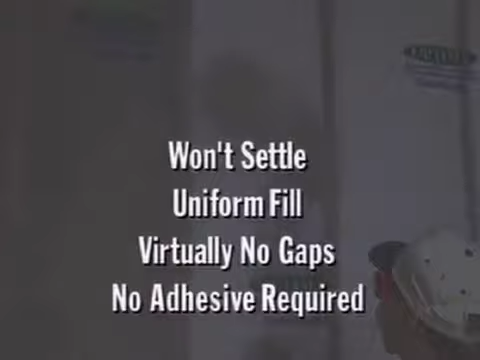 Won't Settle
Uniform Fill
Virtually No Gaps
No Adhesive Required